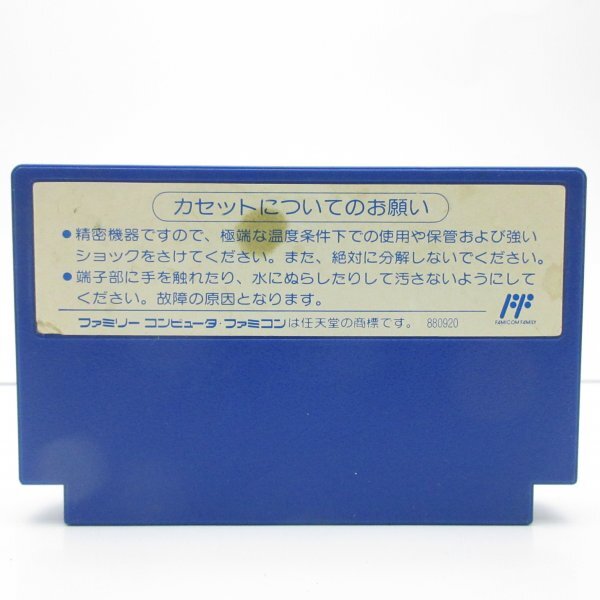 カセットについてのお願い
●精密機器ですので、極端な温度条件下での使用や保管および強い
ショックをさけてください。また、絶対に分解しないでください。
●端子部に手を触れたり、水にぬらしたりして汚さないようにして
ください。故障の原因となります。
FAMICOM FAMILY
ファミリー コンピュータ・ファミコンは任天堂の商標です。 880920